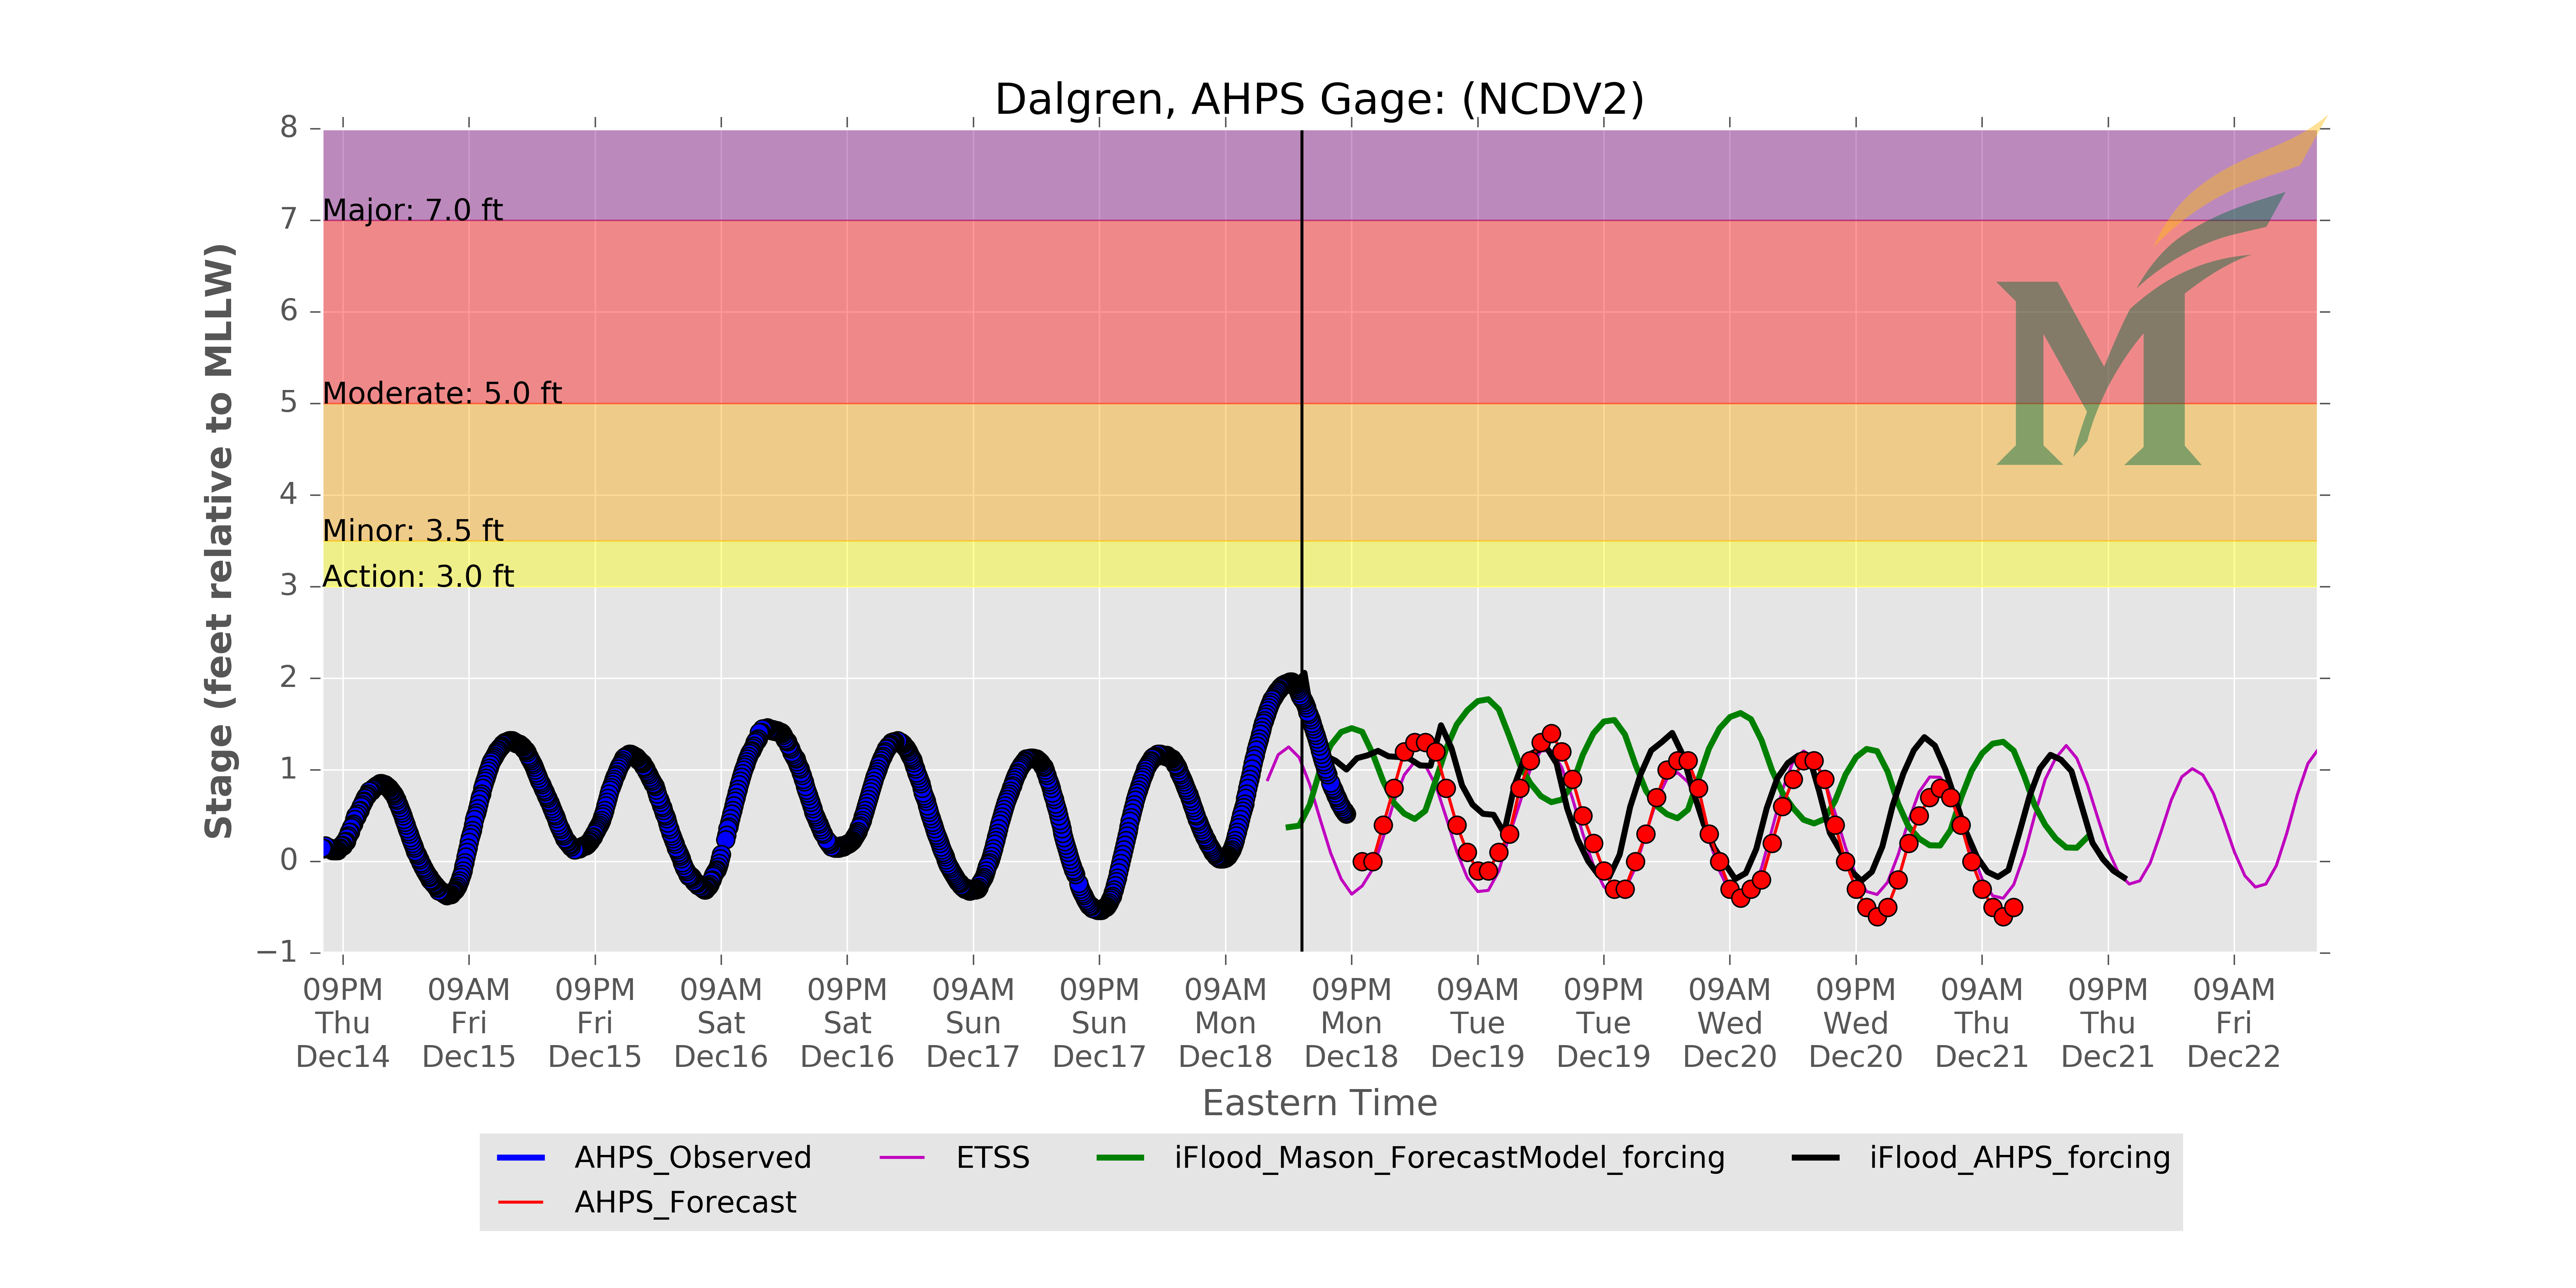 Dalgren, AHPS Gage: (NCDV2)
Stage (feet relative to MLLW)
8
7
6
5
4
3
2
1
0
−1
Major: 7.0 ft
Moderate: 5.0 ft
Minor: 3.5 ft
Action: 3.0 ft
M
09PM 09AM 09PM 09AM 09PM 09AM 09PM 09AM 09PM 09AM 09PM 09AM 09PM 09AM 09PM 09AM
Thu Fri Fri Sat Sat Sun Sun Mon Mon Tue Tue Wed Wed Thu Thu Fri
Dec14 Dec15 Dec15 Dec16 Dec16 Dec17 Dec17 Dec18 Dec18 Dec19 Dec19 Dec20 Dec20 Dec21 Dec21 Dec22
Eastern Time
AHPS_Observed ETSS iFlood_Mason_ForecastModel_forcing iFlood_AHPS_forcing
AHPS_Forecast